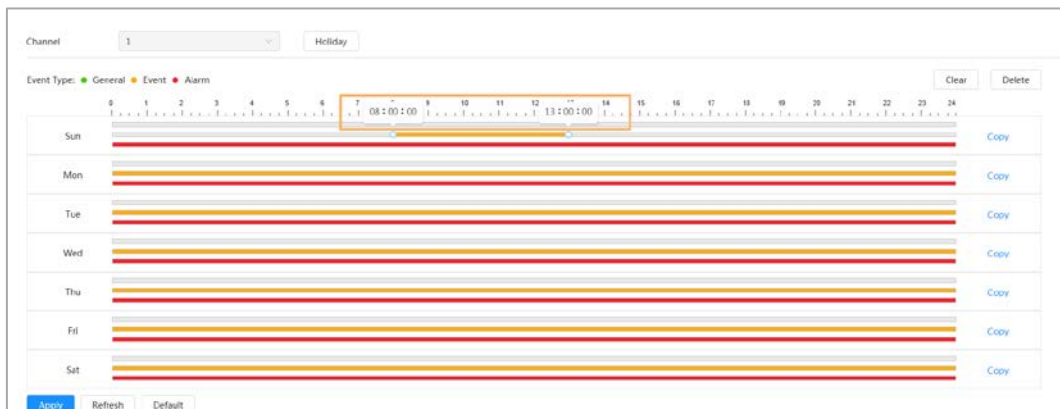 Channel 1 Holiday
Event Type: General Event Alarm Clear Delete
0 1 2 3 4 5 6 7 9 10 11 12 14 15 16 17 18 19 20 21 22 23 24
08:00:00 13:00:00
Sun Copy
Mon Copy
Tue Copy
Wed Copy
Thu Copy
Fri Copy
Sat Copy
Apply Refresh Default